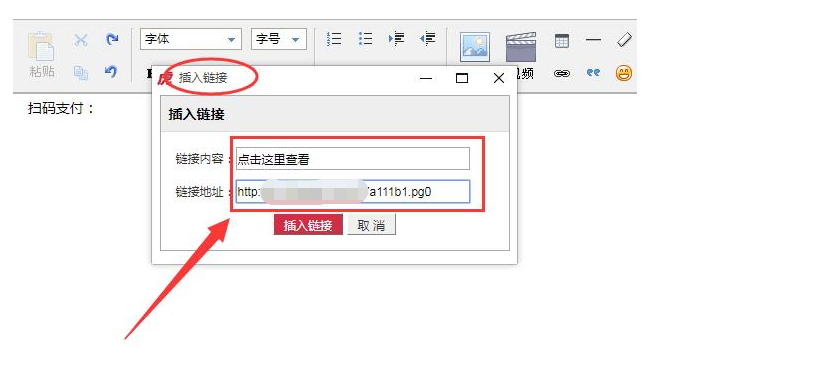 字体
字号
粘贴
视频
扫码支付：
虎 插入链接
插入链接
链接内容：点击这里查看
链接地址：http:
/a111b1.pg0
插入链接 取 消